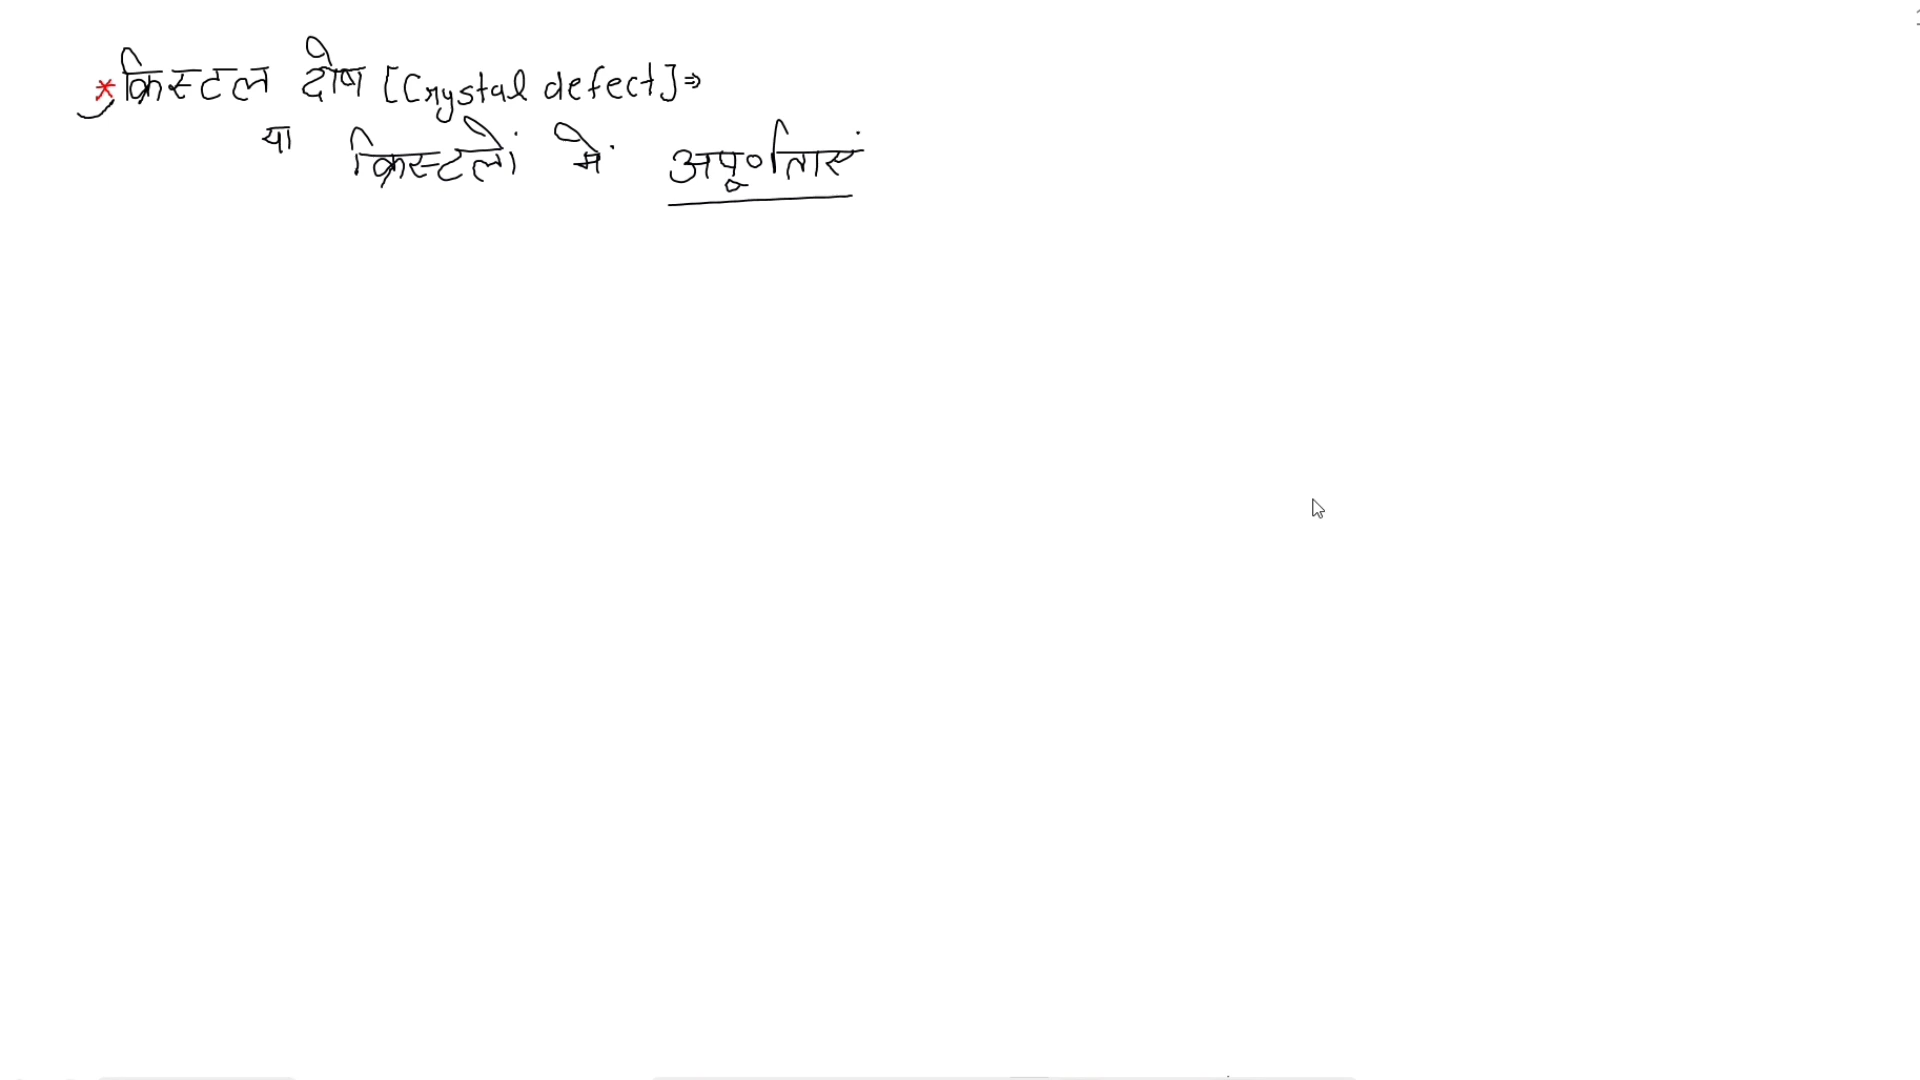 * क्रिस्टल दोष [Crystal defect] ⇒
या क्रिस्टलों में अपूर्णताएं